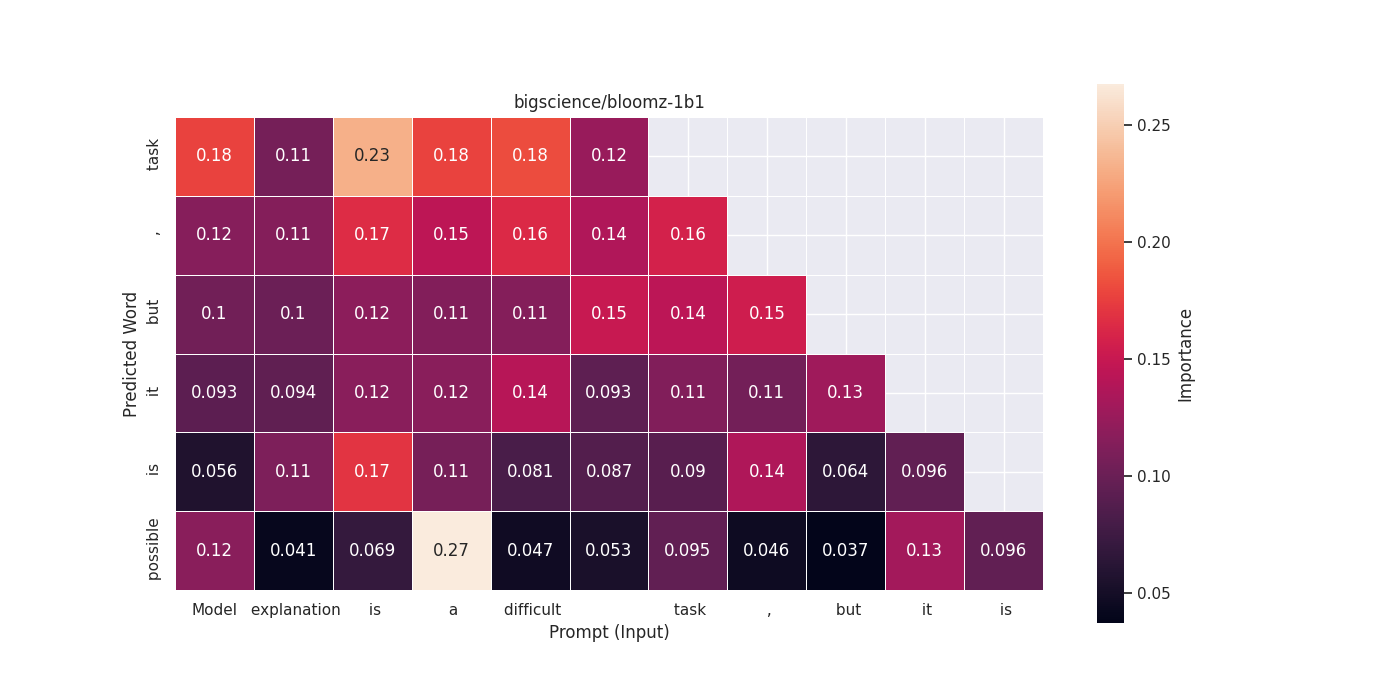 bigscience/bloomz-1b1
task 0.18 0.11 0.23 0.18 0.18 0.12
, 0.12 0.11 0.17 0.15 0.16 0.14 0.16
but 0.1 0.1 0.12 0.11 0.11 0.15 0.14 0.15
it 0.093 0.094 0.12 0.12 0.14 0.093 0.11 0.11 0.13
is 0.056 0.11 0.17 0.11 0.081 0.087 0.09 0.14 0.064 0.096
possible 0.12 0.041 0.069 0.27 0.047 0.053 0.095 0.046 0.037 0.13 0.096
Predicted Word
Model explanation is a difficult task , but it is
Prompt (Input)
0.25
0.20
0.15
0.10
0.05
Importance